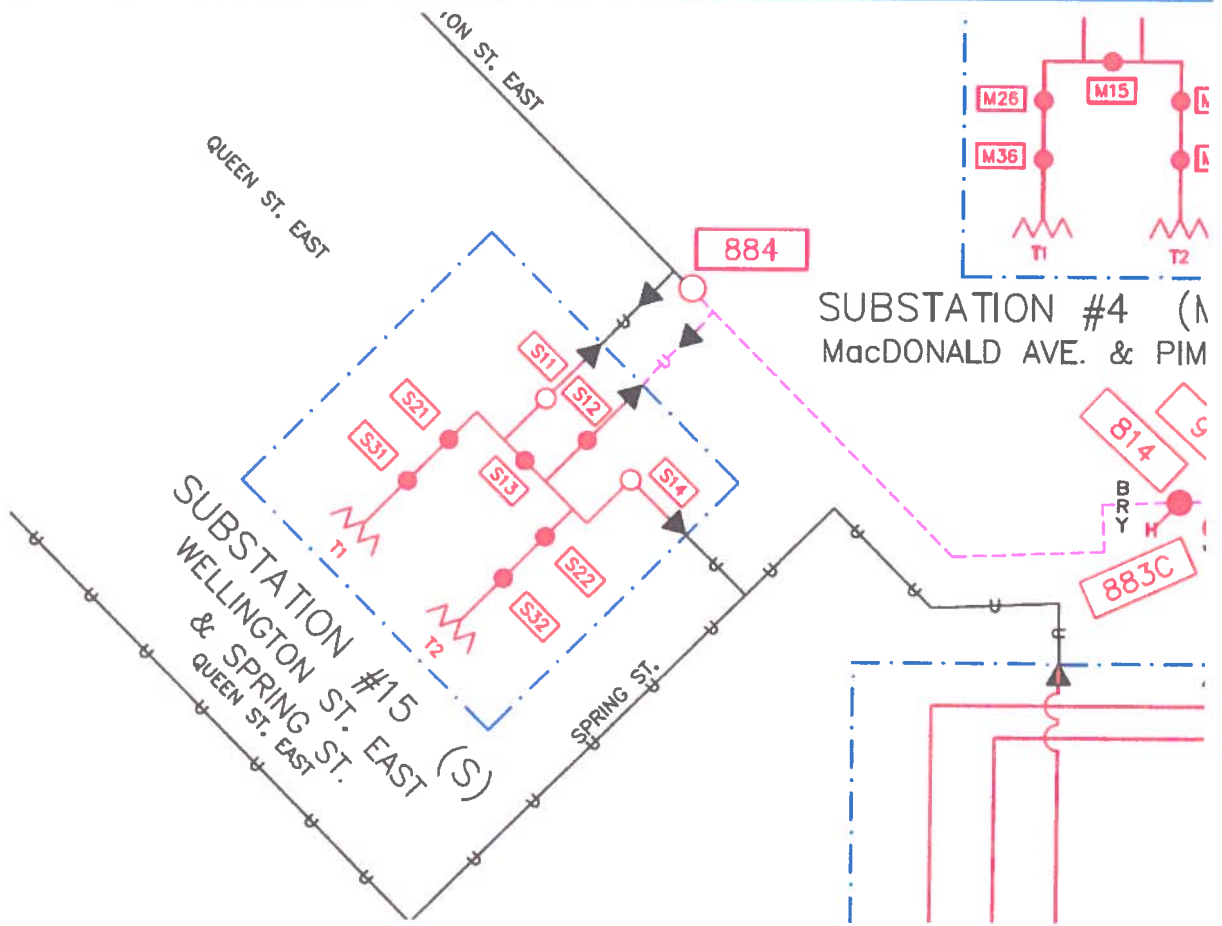 ST. EAST
QUEEN ST. EAST
884
M26
M15
M36
T1
T2
SUBSTATION #4
MacDONALD AVE. &
S11
S12
S21
S31
S13
S14
T1
S22
S32
T2
SUBSTATION #15
WELLINGTON ST. EAST
& SPRING ST. (S)
QUEEN ST. EAST
SPRING ST.
814
B
R
Y
H
883C